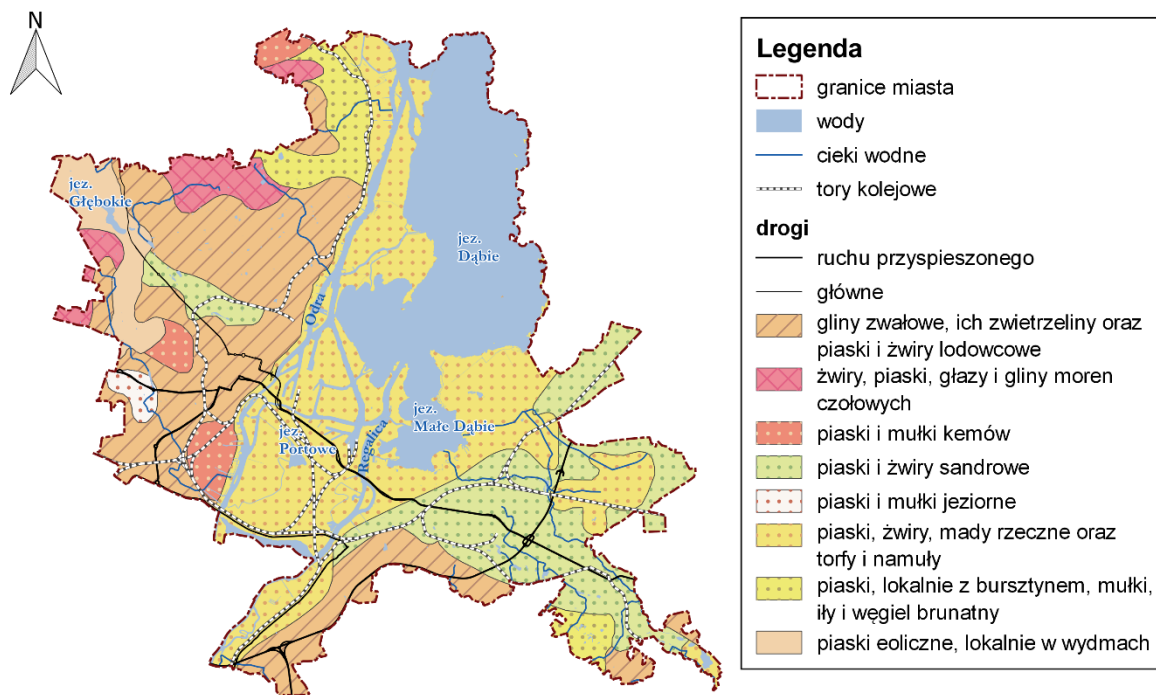 N
jez.
Głębokie
jez.
Dąbie
Odra
jez.
Małe Dąbie
jez.
Portowe
Regalica
Legenda
granice miasta
wody
cieki wodne
tory kolejowe
drogi
ruchu przyspieszonego
główne
gliny zwałowe, ich zwietrzeliny oraz
piaski i żwiry lodowcowe
żwiry, piaski, głazy i gliny moren
czołowych
piaski i mułki kemów
piaski i żwiry sandrowe
piaski i mułki jeziorne
piaski, żwiry, mady rzeczne oraz
torfy i namuły
piaski, lokalnie z bursztynem, mułki,
iły i węgiel brunatny
piaski eoliczne, lokalnie w wydmach